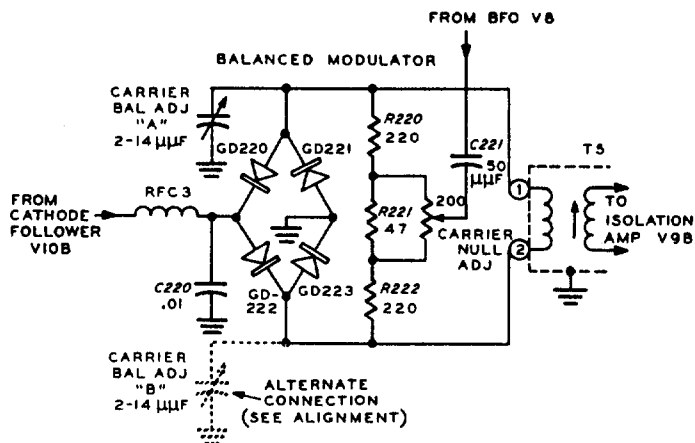 FROM BFO V8
BALANCED MODULATOR
CARRIER
BAL ADJ
"A"
2-14 μμF
GD220
GD221
R220
220
C221
50
μμF
T5
RFC3
FROM
CATHODE
FOLLOWER
V10B
200
R221
47
CARRIER
NULL
ADJ
1
2
TO
ISOLATION
AMP V9B
C220
.01
GD-
222
GD223
R222
220
CARRIER
BAL ADJ
"B"
2-14 μμF
ALTERNATE
CONNECTION
(SEE ALIGNMENT)